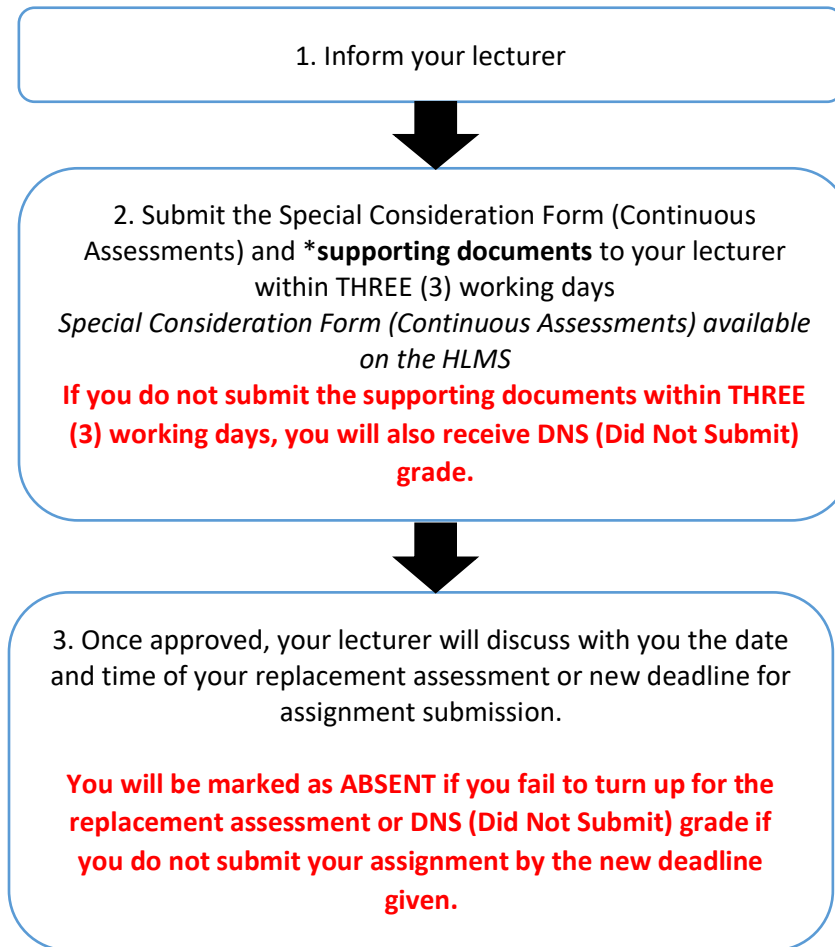 1. Inform your lecturer
2. Submit the Special Consideration Form (Continuous
Assessments) and *supporting documents to your lecturer
within THREE (3) working days
Special Consideration Form (Continuous Assessments) available
on the HLMS
If you do not submit the supporting documents within THREE
(3) working days, you will also receive DNS (Did Not Submit)
grade.
3. Once approved, your lecturer will discuss with you the date
and time of your replacement assessment or new deadline for
assignment submission.
You will be marked as ABSENT if you fail to turn up for the
replacement assessment or DNS (Did Not Submit) grade if
you do not submit your assignment by the new deadline
given.